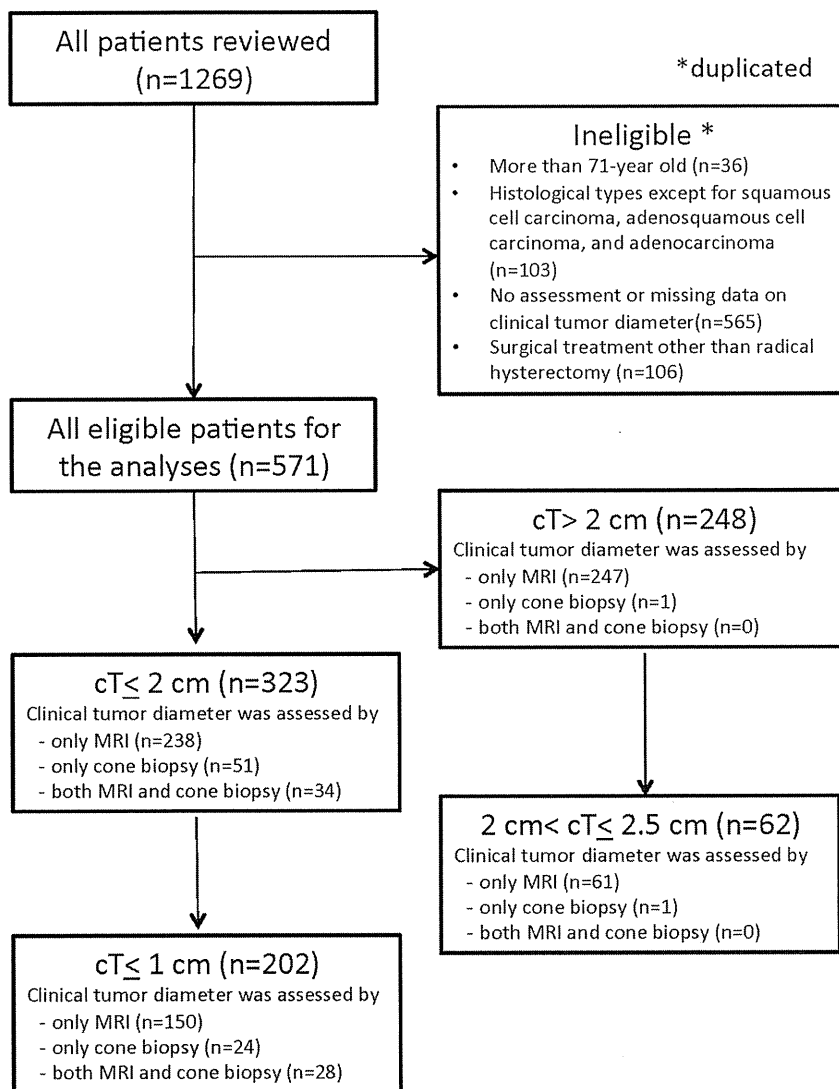 All patients reviewed
(n=1269)
*duplicated
Ineligible *
• More than 71-year old (n=36)
• Histological types except for squamous
cell carcinoma, adenosquamous cell
carcinoma, and adenocarcinoma
(n=103)
• No assessment or missing data on
clinical tumor diameter(n=565)
• Surgical treatment other than radical
hysterectomy (n=106)
All eligible patients for
the analyses (n=571)
cT> 2 cm (n=248)
Clinical tumor diameter was assessed by
- only MRI (n=247)
- only cone biopsy (n=1)
- both MRI and cone biopsy (n=0)
cT≤ 2 cm (n=323)
Clinical tumor diameter was assessed by
- only MRI (n=238)
- only cone biopsy (n=51)
- both MRI and cone biopsy (n=34)
2 cm< cT≤ 2.5 cm (n=62)
Clinical tumor diameter was assessed by
- only MRI (n=61)
- only cone biopsy (n=1)
- both MRI and cone biopsy (n=0)
cT≤ 1 cm (n=202)
Clinical tumor diameter was assessed by
- only MRI (n=150)
- only cone biopsy (n=24)
- both MRI and cone biopsy (n=28)